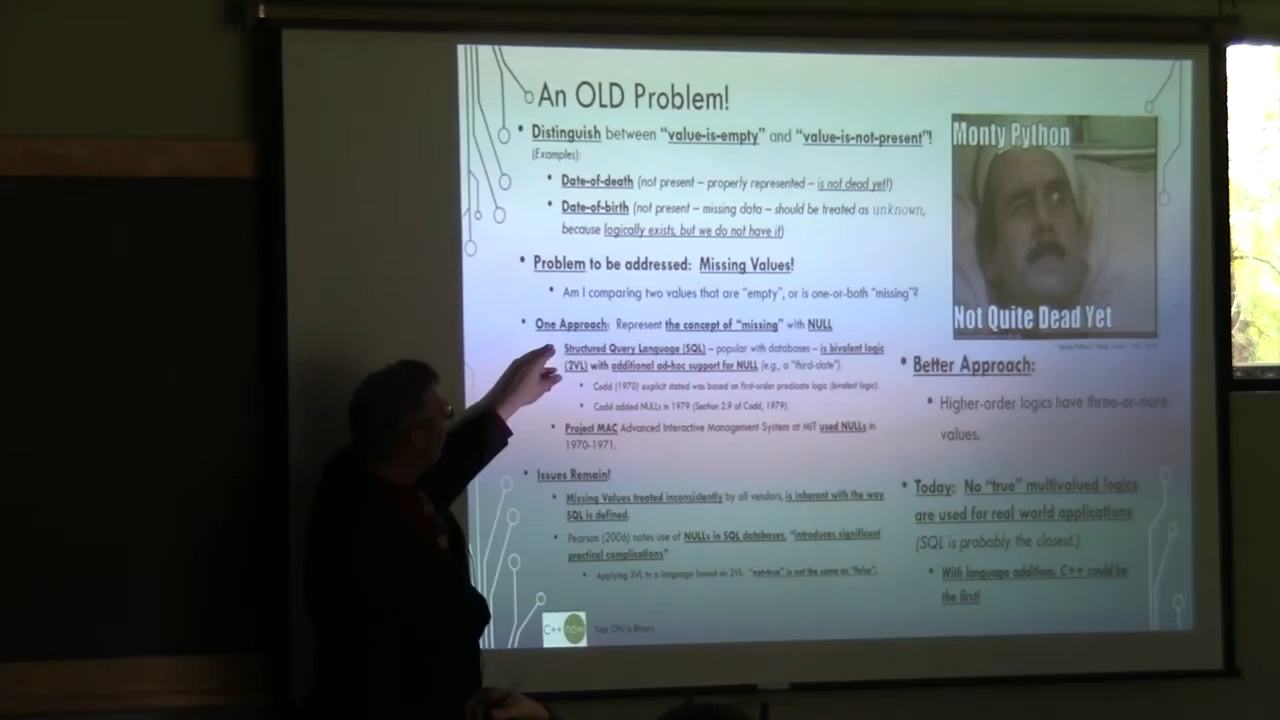 An OLD Problem!
• Distinguish between “value-is-empty” and “value-is-not-present”!
(Examples):
• Date-of-death (not present – properly represented – is not dead yet!)
• Date-of-birth (not present – missing data – should be treated as unknown,
because logically exists, but we do not have it)
• Problem to be addressed: Missing Values!
• Am I comparing two values that are “empty”, or is one-or-both “missing”?
• One Approach: Represent the concept of “missing” with NULL
Structured Query Language (SQL) – popular with databases – is bivalent logic
(2VL) with additional ad-hoc support for NULL (e.g., a “third-state”).
• Codd (1970) explicit stated was based on first-order predicate logic (bivalent logic).
• Codd added NULLs in 1979 (Section 2.9 of Codd, 1979).
• Project MAC Advanced Interactive Management System at MIT used NULLs in
1970-1971.
• Issues Remain!
• Missing Values treated inconsistently by all vendors, is inherent with the way
SQL is defined.
• Pearson (2006) notes use of NULLs in SQL databases, “introduces significant
practical complications”
• Applying 3VL to a language based on 2VL: “not-true” is not the same as “false”.
Monty Python
Not Quite Dead Yet
• Better Approach:
• Higher-order logics have three-or-more
values.
• Today: No “true” multivalued logics
are used for real world applications
(SQL is probably the closest.)
• With language additions, C++ could be
the first!
C++ now
Your CPU is Binary